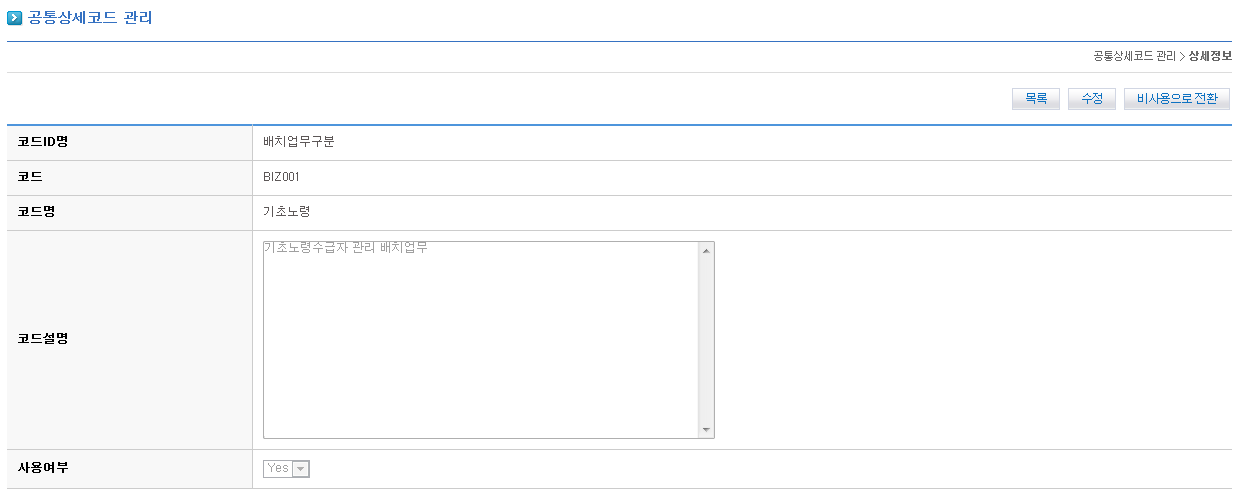 공통상세코드 관리
공통상세코드 관리 > 상세정보
목록 수정 비사용으로 전환
코드ID명 배치업무구분
코드 BIZ001
코드명 기초노령
코드설명 기초노령수급자 관리 배치업무
사용여부 Yes